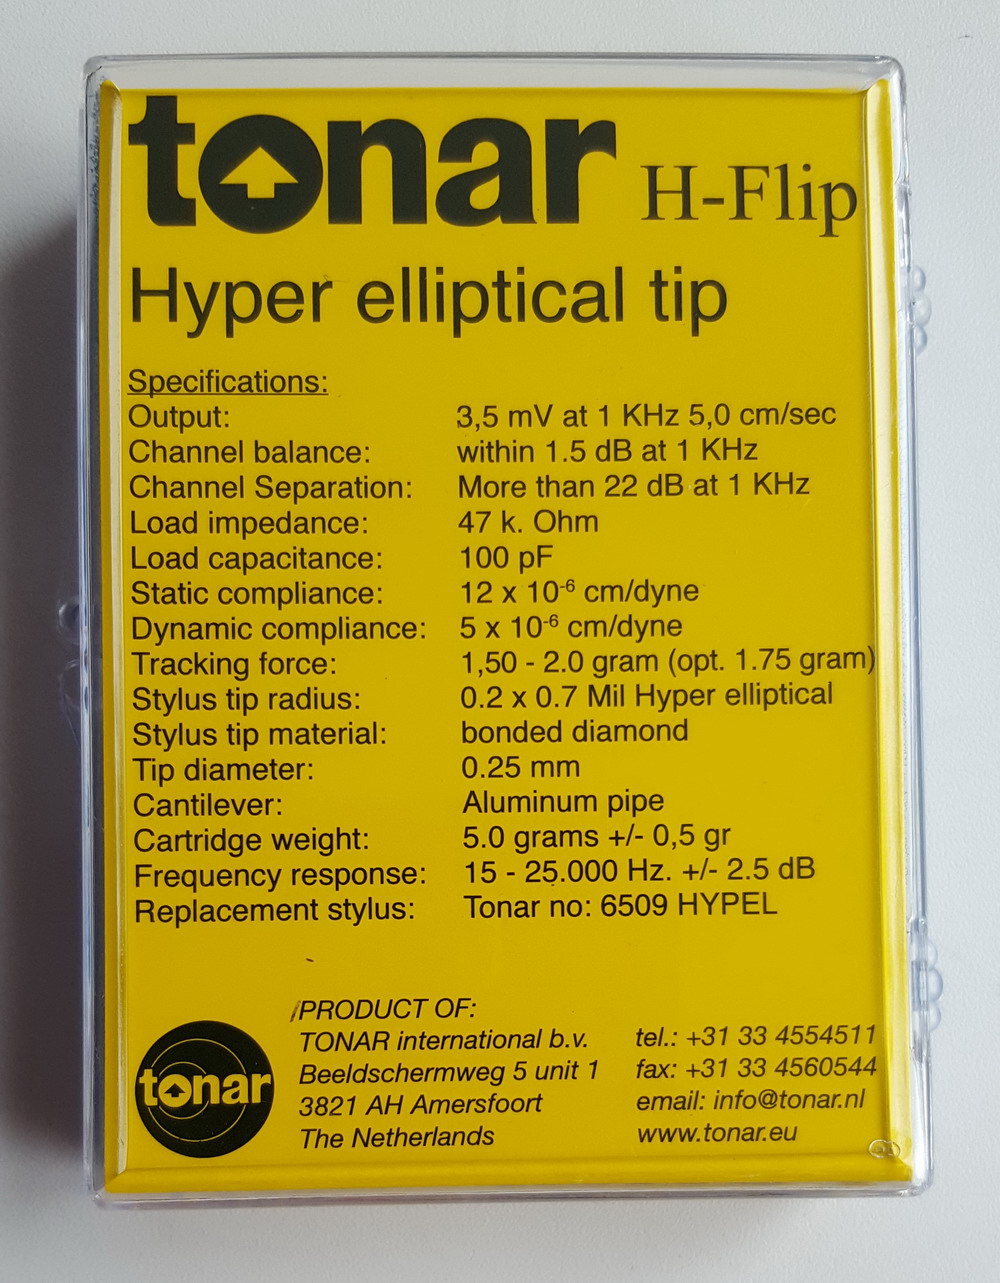 tonar H-Flip
Hyper elliptical tip
Specifications:
Output: 3,5 mV at 1 KHz 5,0 cm/sec
Channel balance: within 1.5 dB at 1 KHz
Channel Separation: More than 22 dB at 1 KHz
Load impedance: 47 k. Ohm
Load capacitance: 100 pF
Static compliance: 12 x 10⁻⁶ cm/dyne
Dynamic compliance: 5 x 10⁻⁶ cm/dyne
Tracking force: 1,50 - 2.0 gram (opt. 1.75 gram)
Stylus tip radius: 0.2 x 0.7 Mil Hyper elliptical
Stylus tip material: bonded diamond
Tip diameter: 0.25 mm
Cantilever: Aluminum pipe
Cartridge weight: 5.0 grams +/- 0,5 gr
Frequency response: 15 - 25.000 Hz. +/- 2.5 dB
Replacement stylus: Tonar no: 6509 HYPEL
PRODUCT OF:
TONAR international b.v. tel.: +31 33 4554511
Beeldschermweg 5 unit 1 fax: +31 33 4560544
3821 AH Amersfoort email: info@tonar.nl
The Netherlands www.tonar.eu
tonar